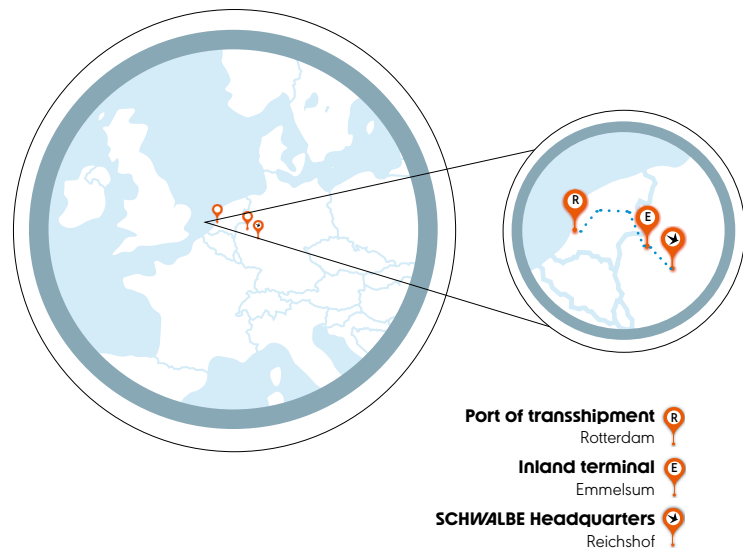 R
E
Port of transshipment R
Rotterdam
Inland terminal E
Emmelsum
SCHWALBE Headquarters
Reichshof